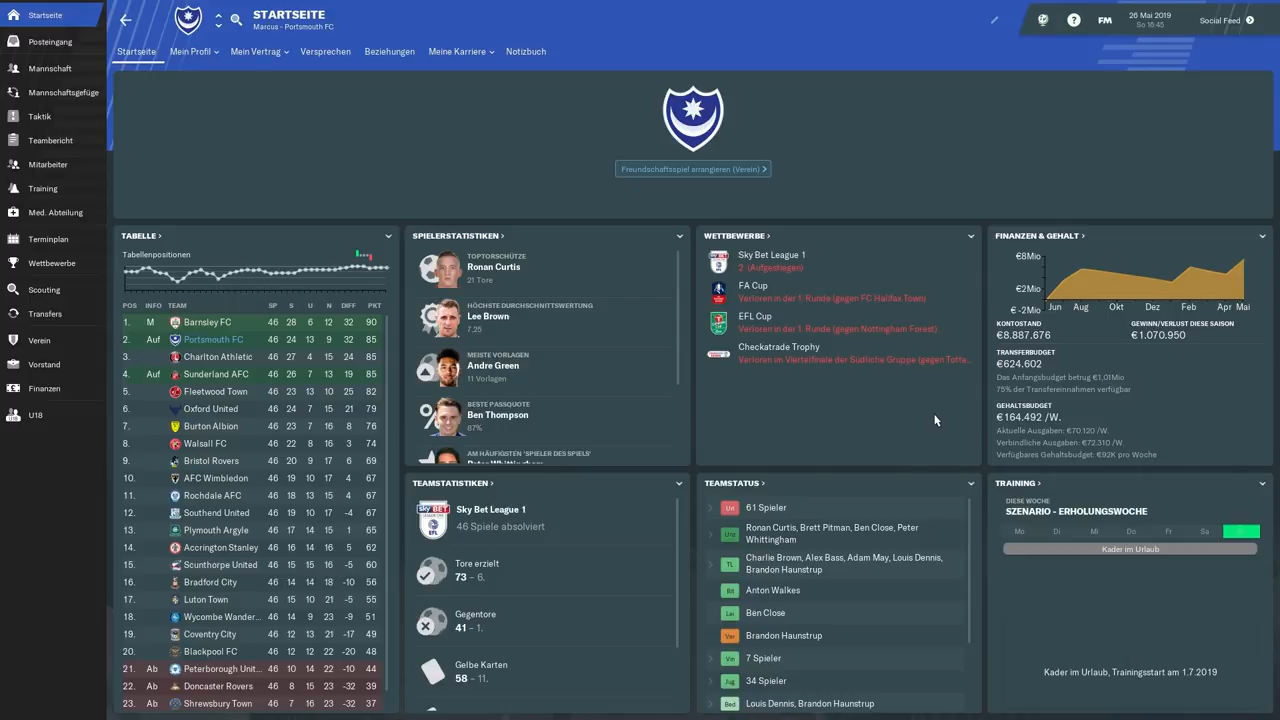 Startseite
Posteingang
Mannschaft
Mannschaftsgefüge
Taktik
Teambericht
Mitarbeiter
Training
Med. Abteilung
Terminplan
Wettbewerbe
Scouting
Transfers
Verein
Vorstand
Finanzen
U18
STARTSEITE
Marcus - Portsmouth FC
FM
26 Mai 2019
So 16:45
Social Feed
Startseite Mein Profil Mein Vertrag Versprechen Beziehungen Meine Karriere Notizbuch
Freundschaftsspiel arrangieren (Verein) >
TABELLE >
Tabellenpositionen
POS INFO TEAM SP S U N DIFF PKT
1. M Barnsley FC 46 28 6 12 32 90
2. Auf Portsmouth FC 46 24 13 9 32 85
3. Charlton Athletic 46 27 4 15 24 85
4. Auf Sunderland AFC 46 26 7 13 19 85
5. Fleetwood Town 46 23 13 10 25 82
6. Oxford United 46 24 7 15 21 79
7. Burton Albion 46 23 7 16 8 76
8. Walsall FC 46 22 8 16 3 74
9. Bristol Rovers 46 20 9 17 6 69
10. AFC Wimbledon 46 19 10 17 4 67
11. Rochdale AFC 46 18 13 15 4 67
12. Southend United 46 19 10 17 -4 67
13. Plymouth Argyle 46 17 14 15 1 65
14. Accrington Stanley 46 16 14 16 5 62
15. Scunthorpe United 46 15 15 16 -5 60
16. Bradford City 46 14 14 18 -10 56
17. Luton Town 46 15 10 21 -5 55
18. Wycombe Wander... 46 14 9 23 -9 51
19. Coventry City 46 12 13 21 -17 49
20. Blackpool FC 46 12 12 22 -20 48
21. Ab Peterborough Unit... 46 10 14 22 -10 44
22. Ab Doncaster Rovers 46 8 15 23 -32 39
23. Ab Shrewsbury Town 46 7 16 23 -32 37
SPIELERSTATISTIKEN >
TOPTORSCHÜTZE
Ronan Curtis
21 Tore
HÖCHSTE DURCHSCHNITTSWERTUNG
Lee Brown
7,25
MEISTE VORLAGEN
Andre Green
11 Vorlagen
BESTE PASSQUOTE
Ben Thompson
87%
AM HÄUFIGSTEN 'SPIELER DES SPIELS'
Peter Whittingham
WETTBEWERBE >
Sky Bet League 1
2. (Aufgestiegen)
FA Cup
Verloren in der 1. Runde (gegen FC Halifax Town)
EFL Cup
Verloren in der 1. Runde (gegen Nottingham Forest)
Checkatrade Trophy
Verloren im Viertelfinale der Südliche Gruppe (gegen Totte...
FINANZEN & GEHALT >
€8Mio
€2Mio
€ -2Mio
Jun Aug Okt Dez Feb Apr Mai
KONTOSTAND GEWINN/VERLUST DIESE SAISON
€8.887.676 €1.070.950
TRANSFERBUDGET
€624.602
Das Anfangsbudget betrug €1,01Mio
75% der Transfereinnahmen verfügbar
GEHALTSBUDGET
€164.492 /W.
Aktuelle Ausgaben: €70.120 /W.
Verbindliche Ausgaben: €72.310 /W.
Verfügbares Gehaltsbudget: €92K pro Woche
TEAMSTATISTIKEN >
SKY BET
EFL
Sky Bet League 1
46 Spiele absolviert
Tore erzielt
73 – 6.
Gegentore
41 – 1.
Gelbe Karten
58 – 11.
TEAMSTATUS >
Url 61 Spieler
U18 Ronan Curtis, Brett Pitman, Ben Close, Peter
Whittingham
TL Charlie Brown, Alex Bass, Adam May, Louis Dennis,
Brandon Haunstrup
Anton Walkes
Lei Ben Close
Ver Brandon Haunstrup
Vin 7 Spieler
Jug 34 Spieler
Bed Louis Dennis, Brandon Haunstrup
TRAINING >
DIESE WOCHE
SZENARIO - ERHOLUNGSWOCHE
Mo Di Mi Do Fr Sa
Kader im Urlaub
Kader im Urlaub, Trainingsstart am 1.7.2019